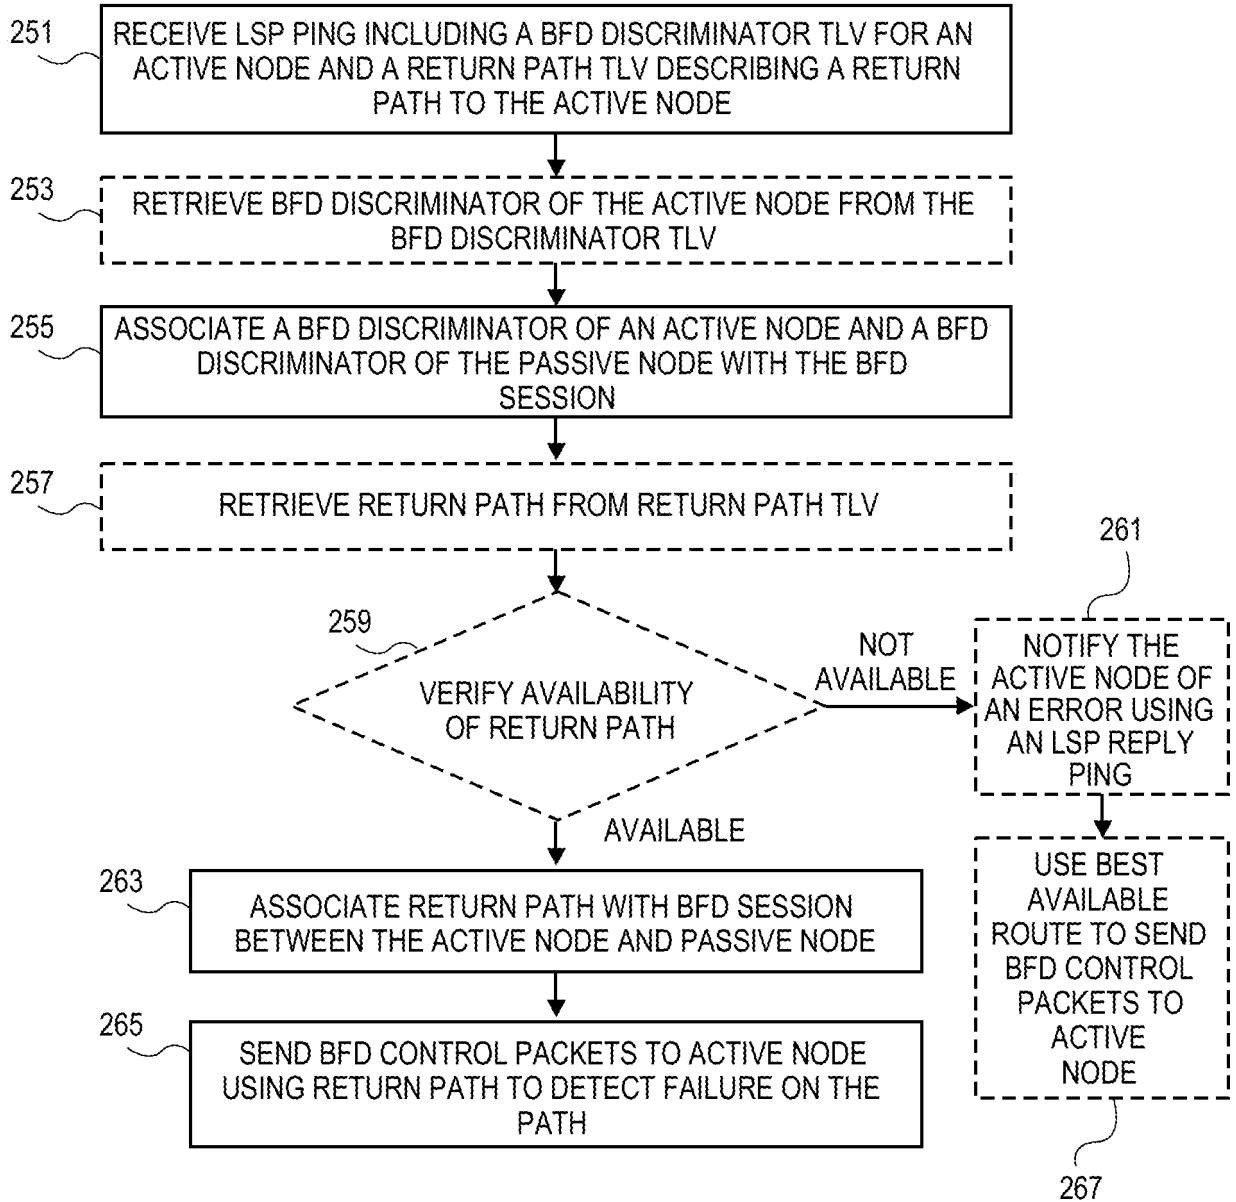 251
RECEIVE LSP PING INCLUDING A BFD DISCRIMINATOR TLV FOR AN
ACTIVE NODE AND A RETURN PATH TLV DESCRIBING A RETURN
PATH TO THE ACTIVE NODE
253
RETRIEVE BFD DISCRIMINATOR OF THE ACTIVE NODE FROM THE
BFD DISCRIMINATOR TLV
255
ASSOCIATE A BFD DISCRIMINATOR OF AN ACTIVE NODE AND A BFD
DISCRIMINATOR OF THE PASSIVE NODE WITH THE BFD
SESSION
257
RETRIEVE RETURN PATH FROM RETURN PATH TLV
259
VERIFY AVAILABILITY
OF RETURN PATH
NOT
AVAILABLE
261
NOTIFY THE
ACTIVE NODE OF
AN ERROR USING
AN LSP REPLY
PING
AVAILABLE
263
ASSOCIATE RETURN PATH WITH BFD SESSION
BETWEEN THE ACTIVE NODE AND PASSIVE NODE
265
SEND BFD CONTROL PACKETS TO ACTIVE NODE
USING RETURN PATH TO DETECT FAILURE ON THE
PATH
USE BEST
AVAILABLE
ROUTE TO SEND
BFD CONTROL
PACKETS TO
ACTIVE
NODE
267